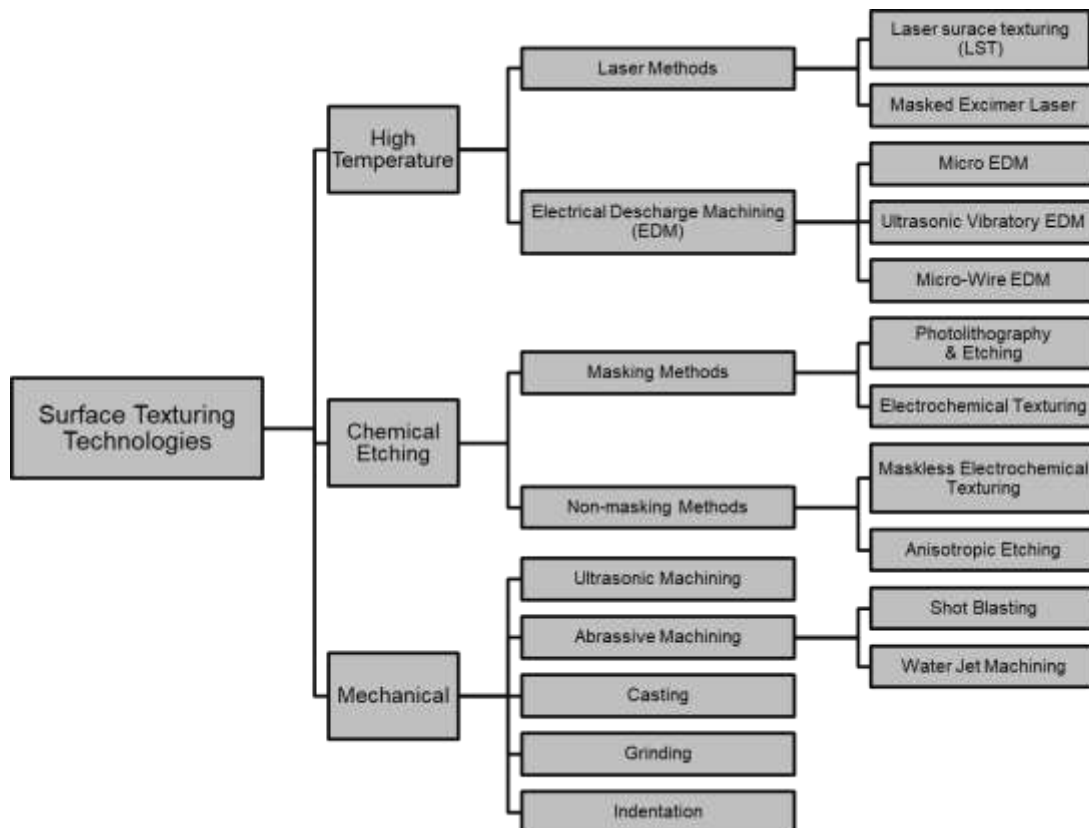 Laser surace texturing
(LST)
Laser Methods
Masked Excimer Laser
High
Temperature
Micro EDM
Electrical Descharge Machining
(EDM)
Ultrasonic Vibratory EDM
Micro-Wire EDM
Photolithography
& Etching
Masking Methods
Electrochemical Texturing
Surface Texturing
Technologies
Chemical
Etching
Maskless Electrochemical
Texturing
Non-masking Methods
Anisotropic Etching
Ultrasonic Machining
Shot Blasting
Abrassive Machining
Water Jet Machining
Mechanical
Casting
Grinding
Indentation